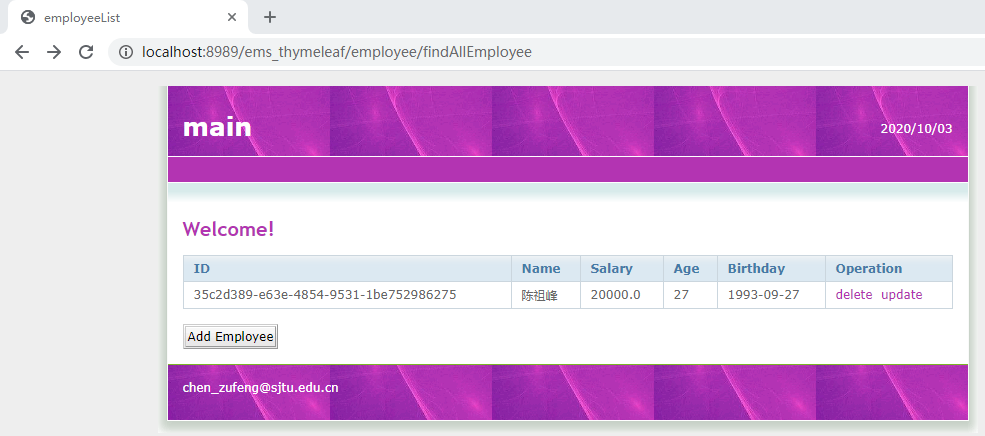 employeeList
localhost:8989/ems_thymeleaf/employee/findAllEmployee
main
2020/10/03
Welcome!
ID Name Salary Age Birthday Operation
35c2d389-e63e-4854-9531-1be752986275 陈祖峰 20000.0 27 1993-09-27 delete update
Add Employee
chen_zufeng@sjtu.edu.cn